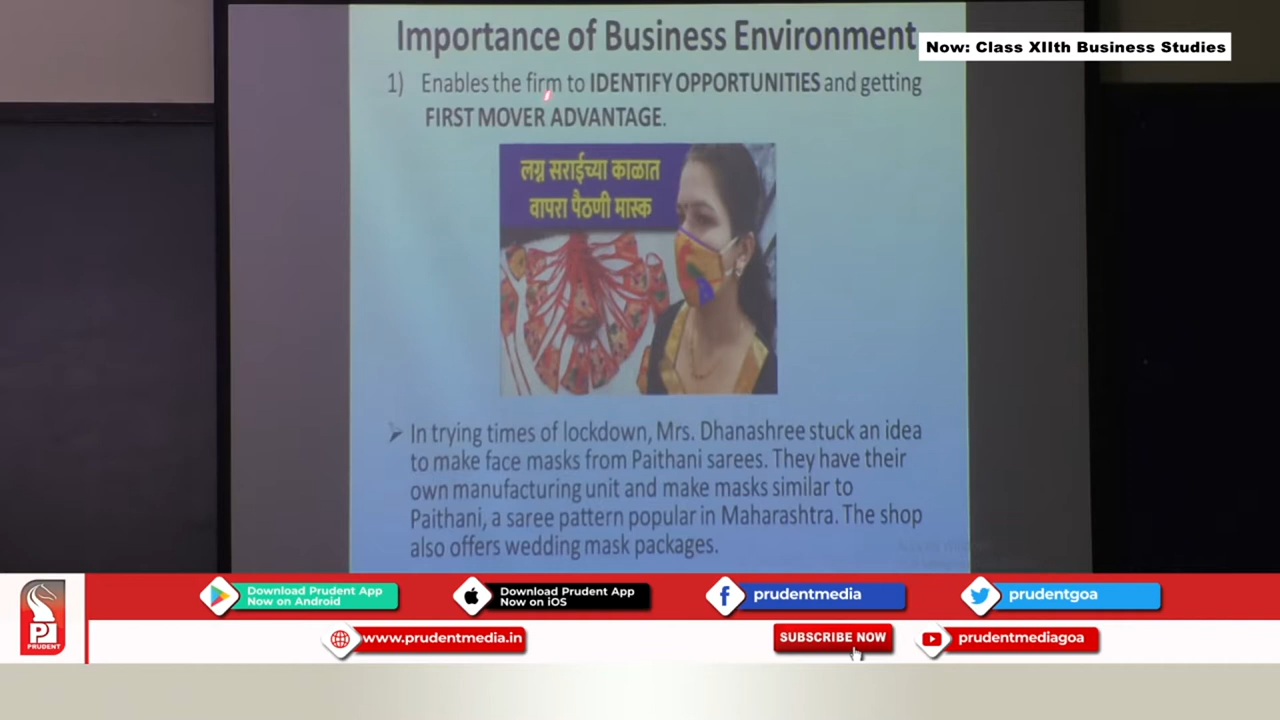 Importance of Business Environment
Now: Class XIIth Business Studies
1) Enables the firm to IDENTIFY OPPORTUNITIES and getting
FIRST MOVER ADVANTAGE.
लग्न सराईच्या काळात
वापरा पैठणी मास्क
➤ In trying times of lockdown, Mrs. Dhanashree stuck an idea
to make face masks from Paithani sarees. They have their
own manufacturing unit and make masks similar to
Paithani, a saree pattern popular in Maharashtra. The shop
also offers wedding mask packages.
Download Prudent App
Now on Android
Download Prudent App
Now on iOS
prudentmedia
prudentgoa
PRUDENT
www.prudentmedia.in
SUBSCRIBE NOW
prudentmediagoa